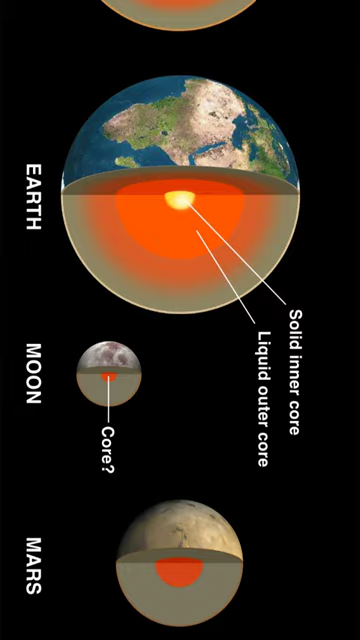 EARTH
Solid inner core
Liquid outer core
MOON
Core?
MARS